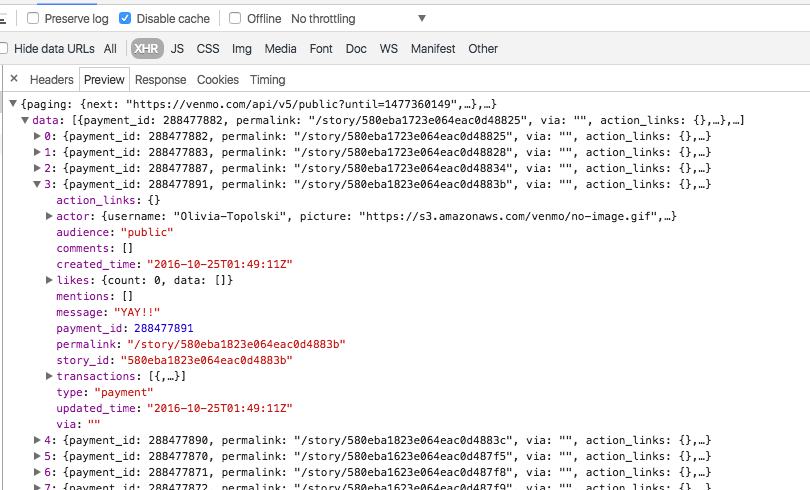 Preserve log Disable cache Offline No throttling
Hide data URLs All XHR JS CSS Img Media Font Doc WS Manifest Other
× Headers Preview Response Cookies Timing
{paging: {next: "https://venmo.com/api/v5/public?until=1477360149",…},…}
data: [{payment_id: 288477882, permalink: "/story/580eba1723e064eac0d48825", via: "", action_links: {},…},…]
0: {payment_id: 288477882, permalink: "/story/580eba1723e064eac0d48825", via: "", action_links: {},…}
1: {payment_id: 288477883, permalink: "/story/580eba1723e064eac0d48828", via: "", action_links: {},…}
2: {payment_id: 288477887, permalink: "/story/580eba1723e064eac0d48834", via: "", action_links: {},…}
3: {payment_id: 288477891, permalink: "/story/580eba1823e064eac0d4883b", via: "", action_links: {},…}
action_links: {}
actor: {username: "Olivia-Topolski", picture: "https://s3.amazonaws.com/venmo/no-image.gif",…}
audience: "public"
comments: []
created_time: "2016-10-25T01:49:11Z"
likes: {count: 0, data: []}
mentions: []
message: "YAY!!"
payment_id: 288477891
permalink: "/story/580eba1823e064eac0d4883b"
story_id: "580eba1823e064eac0d4883b"
transactions: [{,…}]
type: "payment"
updated_time: "2016-10-25T01:49:11Z"
via: ""
4: {payment_id: 288477890, permalink: "/story/580eba1823e064eac0d4883c", via: "", action_links: {},…}
5: {payment_id: 288477870, permalink: "/story/580eba1623e064eac0d487f5", via: "", action_links: {},…}
6: {payment_id: 288477871, permalink: "/story/580eba1623e064eac0d487f8", via: "", action_links: {},…}
7: {payment_id: 288477872, permalink: "/story/580eba1623e064eac0d487f9", via: "", action_links: {},…}